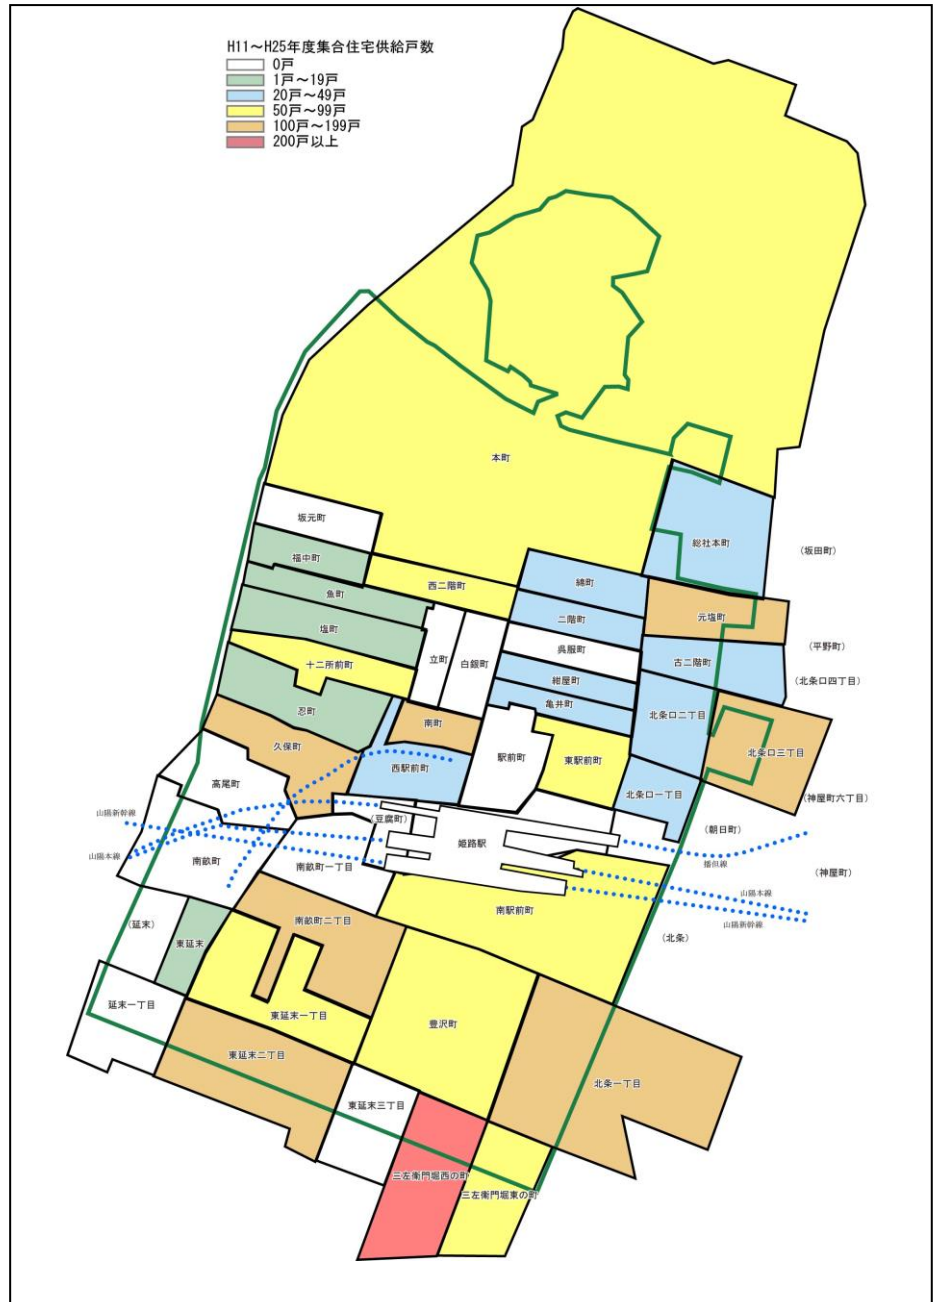 H11～H25年度集合住宅供給戸数
0戸
1戸～19戸
20戸～49戸
50戸～99戸
100戸～199戸
200戸以上
本町
坂元町
総社本町
(坂田町)
福中町
西二階町
綿町
魚町
二階町
元塩町
塩町
立町
白銀町
呉服町
(平野町)
十二所前町
紺屋町
古二階町
(北条口四丁目)
忍町
亀井町
北条口二丁目
久保町
南町
北条口三丁目
西駅前町
駅前町
東駅前町
高尾町
北条口一丁目
(神屋町六丁目)
山陽新幹線
(豆腐町)
姫路駅
(朝日町)
山陽本線
南畝町
南畝町一丁目
播但線
(神屋町)
山陽本線
南駅前町
山陽新幹線
(延末)
東延末
南畝町二丁目
(北条)
延末一丁目
東延末一丁目
豊沢町
東延末二丁目
北条一丁目
東延末三丁目
三左衛門堀西の町
三左衛門堀東の町